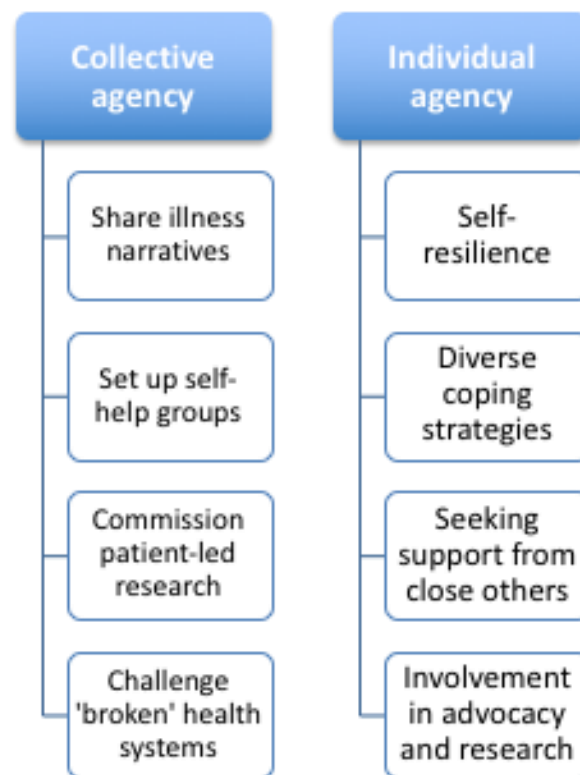 Collective
agency
Share illness
narratives
Set up self-
help groups
Commission
patient-led
research
Challenge
'broken' health
systems
Individual
agency
Self-
resilience
Diverse
coping
strategies
Seeking
support from
close others
Involvement
in advocacy
and research